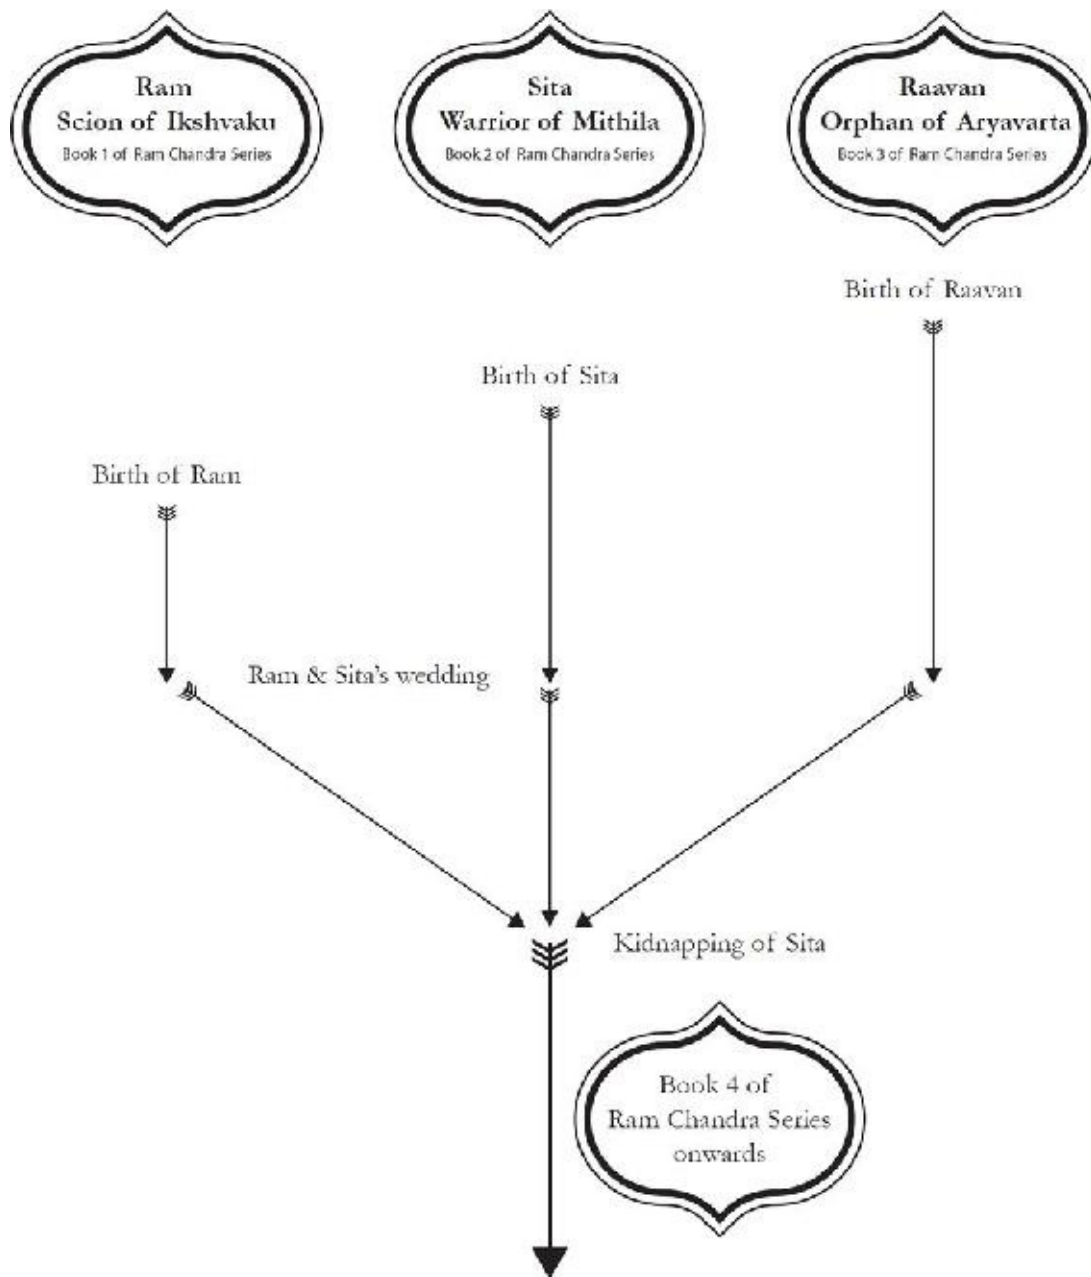 Ram
Scion of Ikshvaku
Book 1 of Ram Chandra Series
Sita
Warrior of Mithila
Book 2 of Ram Chandra Series
Raavan
Orphan of Aryavarta
Book 3 of Ram Chandra Series
Birth of Raavan
Birth of Sita
Birth of Ram
Ram & Sita's wedding
Kidnapping of Sita
Book 4 of
Ram Chandra Series
onwards